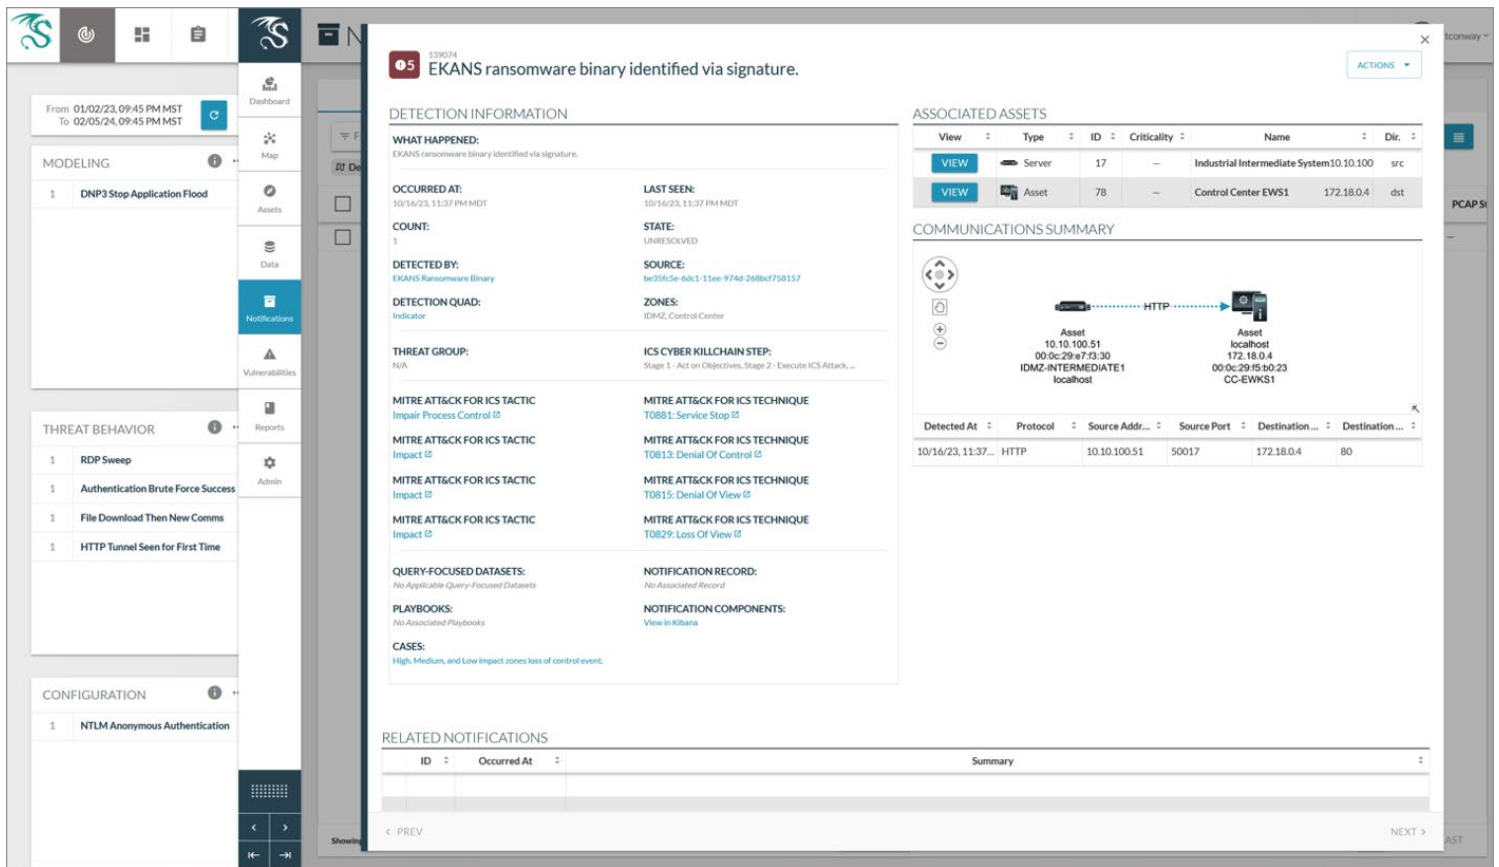 From 01/02/23, 09:45 PM MST
To 02/05/24, 09:45 PM MST
MODELING
1 DNP3 Stop Application Flood
THREAT BEHAVIOR
1 RDP Sweep
1 Authentication Brute Force Success
1 File Download Then New Comms
1 HTTP Tunnel Seen for First Time
CONFIGURATION
1 NTLM Anonymous Authentication
Dashboard
Map
Assets
Data
Notifications
Vulnerabilities
Reports
Admin
N
tconway
F
De
PCAP
Showing
5
139074
EKANS ransomware binary identified via signature.
ACTIONS
DETECTION INFORMATION
WHAT HAPPENED:
EKANS ransomware binary identified via signature.
OCCURRED AT: LAST SEEN:
10/16/23, 11:37 PM MDT 10/16/23, 11:37 PM MDT
COUNT: STATE:
1 UNRESOLVED
DETECTED BY: SOURCE:
EKANS Ransomware Binary be35fc5e-6dc1-11ee-974d-268bcf758157
DETECTION QUAD: ZONES:
Indicator IDMZ, Control Center
THREAT GROUP: ICS CYBER KILLCHAIN STEP:
N/A Stage 1 - Act on Objectives, Stage 2 - Execute ICS Attack, ...
MITRE ATT&CK FOR ICS TACTIC MITRE ATT&CK FOR ICS TECHNIQUE
Impair Process Control T0881: Service Stop
MITRE ATT&CK FOR ICS TACTIC MITRE ATT&CK FOR ICS TECHNIQUE
Impact T0813: Denial Of Control
MITRE ATT&CK FOR ICS TACTIC MITRE ATT&CK FOR ICS TECHNIQUE
Impact T0815: Denial Of View
MITRE ATT&CK FOR ICS TACTIC MITRE ATT&CK FOR ICS TECHNIQUE
Impact T0829: Loss Of View
QUERY-FOCUSED DATASETS: NOTIFICATION RECORD:
No Applicable Query-Focused Datasets No Associated Record
PLAYBOOKS: NOTIFICATION COMPONENTS:
No Associated Playbooks View in Kibana
CASES:
High, Medium, and Low impact zones loss of control event.
ASSOCIATED ASSETS
View Type ID Criticality Name Dir.
VIEW Server 17 – Industrial Intermediate System10.10.100 src
VIEW Asset 78 – Control Center EWS1 172.18.0.4 dst
COMMUNICATIONS SUMMARY
HTTP
Asset
10.10.100.51
00:0c:29:e7:f3:30
IDMZ-INTERMEDIATE1
localhost
Asset
localhost
172.18.0.4
00:0c:29:f5:b0:23
CC-EWKS1
Detected At Protocol Source Addr... Source Port Destination ... Destination ...
10/16/23, 11:37... HTTP 10.10.100.51 50017 172.18.0.4 80
RELATED NOTIFICATIONS
ID Occurred At Summary
PREV
NEXT
AST